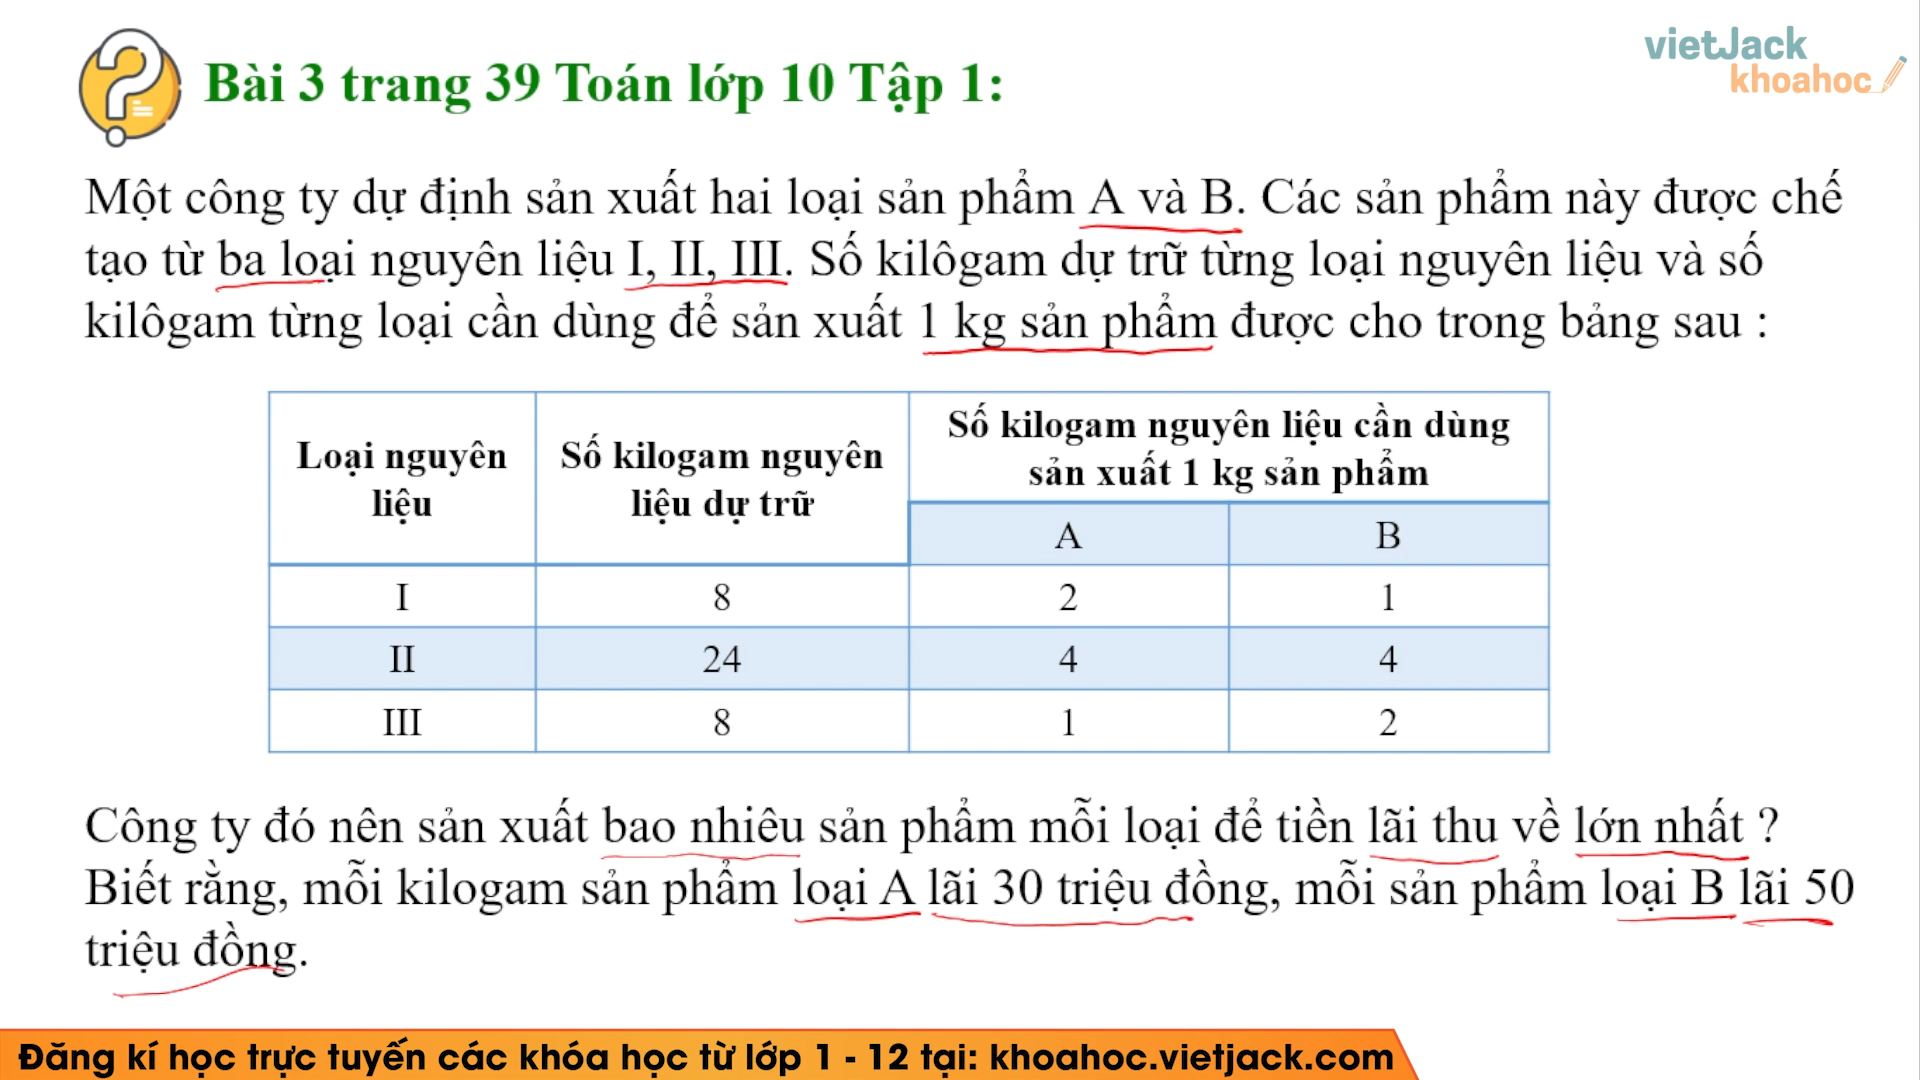 vietJack
khoahoc
Bài 3 trang 39 Toán lớp 10 Tập 1:
Một công ty dự định sản xuất hai loại sản phẩm A và B. Các sản phẩm này được chế
tạo từ ba loại nguyên liệu I, II, III. Số kilôgam dự trữ từng loại nguyên liệu và số
kilôgam từng loại cần dùng để sản xuất 1 kg sản phẩm được cho trong bảng sau :
Loại nguyên
liệu
Số kilogam nguyên
liệu dự trữ
Số kilogam nguyên liệu cần dùng
sản xuất 1 kg sản phẩm
A B
I 8 2 1
II 24 4 4
III 8 1 2
Công ty đó nên sản xuất bao nhiêu sản phẩm mỗi loại để tiền lãi thu về lớn nhất ?
Biết rằng, mỗi kilogam sản phẩm loại A lãi 30 triệu đồng, mỗi sản phẩm loại B lãi 50
triệu đồng.
Đăng kí học trực tuyến các khóa học từ lớp 1 - 12 tại: khoahoc.vietjack.com